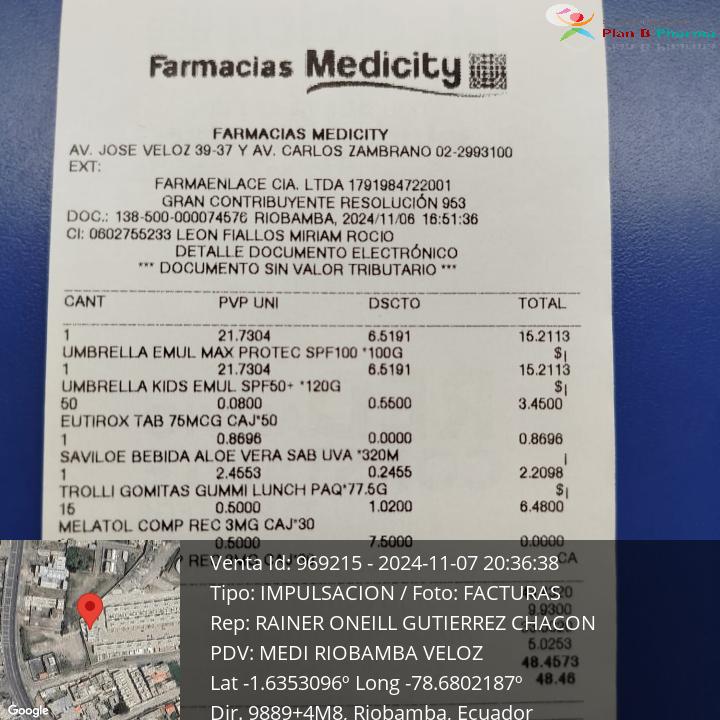 Plan B Pharma
Farmacias Medicity
FARMACIAS MEDICITY
AV. JOSE VELOZ 39-37 Y AV. CARLOS ZAMBRANO 02-2993100
EXT:
FARMAENLACE CIA. LTDA 1791984722001
GRAN CONTRIBUYENTE RESOLUCIÓN 953
DOC.: 138-500-000074576 RIOBAMBA, 2024/11/06 16:51:36
CI: 0602755233 LEON FIALLOS MIRIAM ROCIO
DETALLE DOCUMENTO ELECTRÓNICO
*** DOCUMENTO SIN VALOR TRIBUTARIO ***
CANT PVP UNI DSCTO TOTAL
1 21.7304 6.5191 15.2113
UMBRELLA EMUL MAX PROTEC SPF100 *100G $|
1 21.7304 6.5191 15.2113
UMBRELLA KIDS EMUL SPF50+ *120G $|
50 0.0800 0.5500 3.4500
EUTIROX TAB 75MCG CAJ*50
1 0.8696 0.0000 0.8696
SAVILOE BEBIDA ALOE VERA SAB UVA *320M |
1 2.4553 0.2455 2.2098
TROLLI GOMITAS GUMMI LUNCH PAQ*77.5G $|
15 0.5000 1.0200 6.4800
MELATOL COMP REC 3MG CAJ*30
0.5000 7.5000 0.0000
CA
9.9300
5.0253
48.4573
48.46
Venta Id: 969215 - 2024-11-07 20:36:38
Tipo: IMPULSACION / Foto: FACTURAS
Rep: RAINER ONEILL GUTIERREZ CHACON
PDV: MEDI RIOBAMBA VELOZ
Lat -1.6353096º Long -78.6802187º
Dir. 9889+4M8, Riobamba, Ecuador
Google